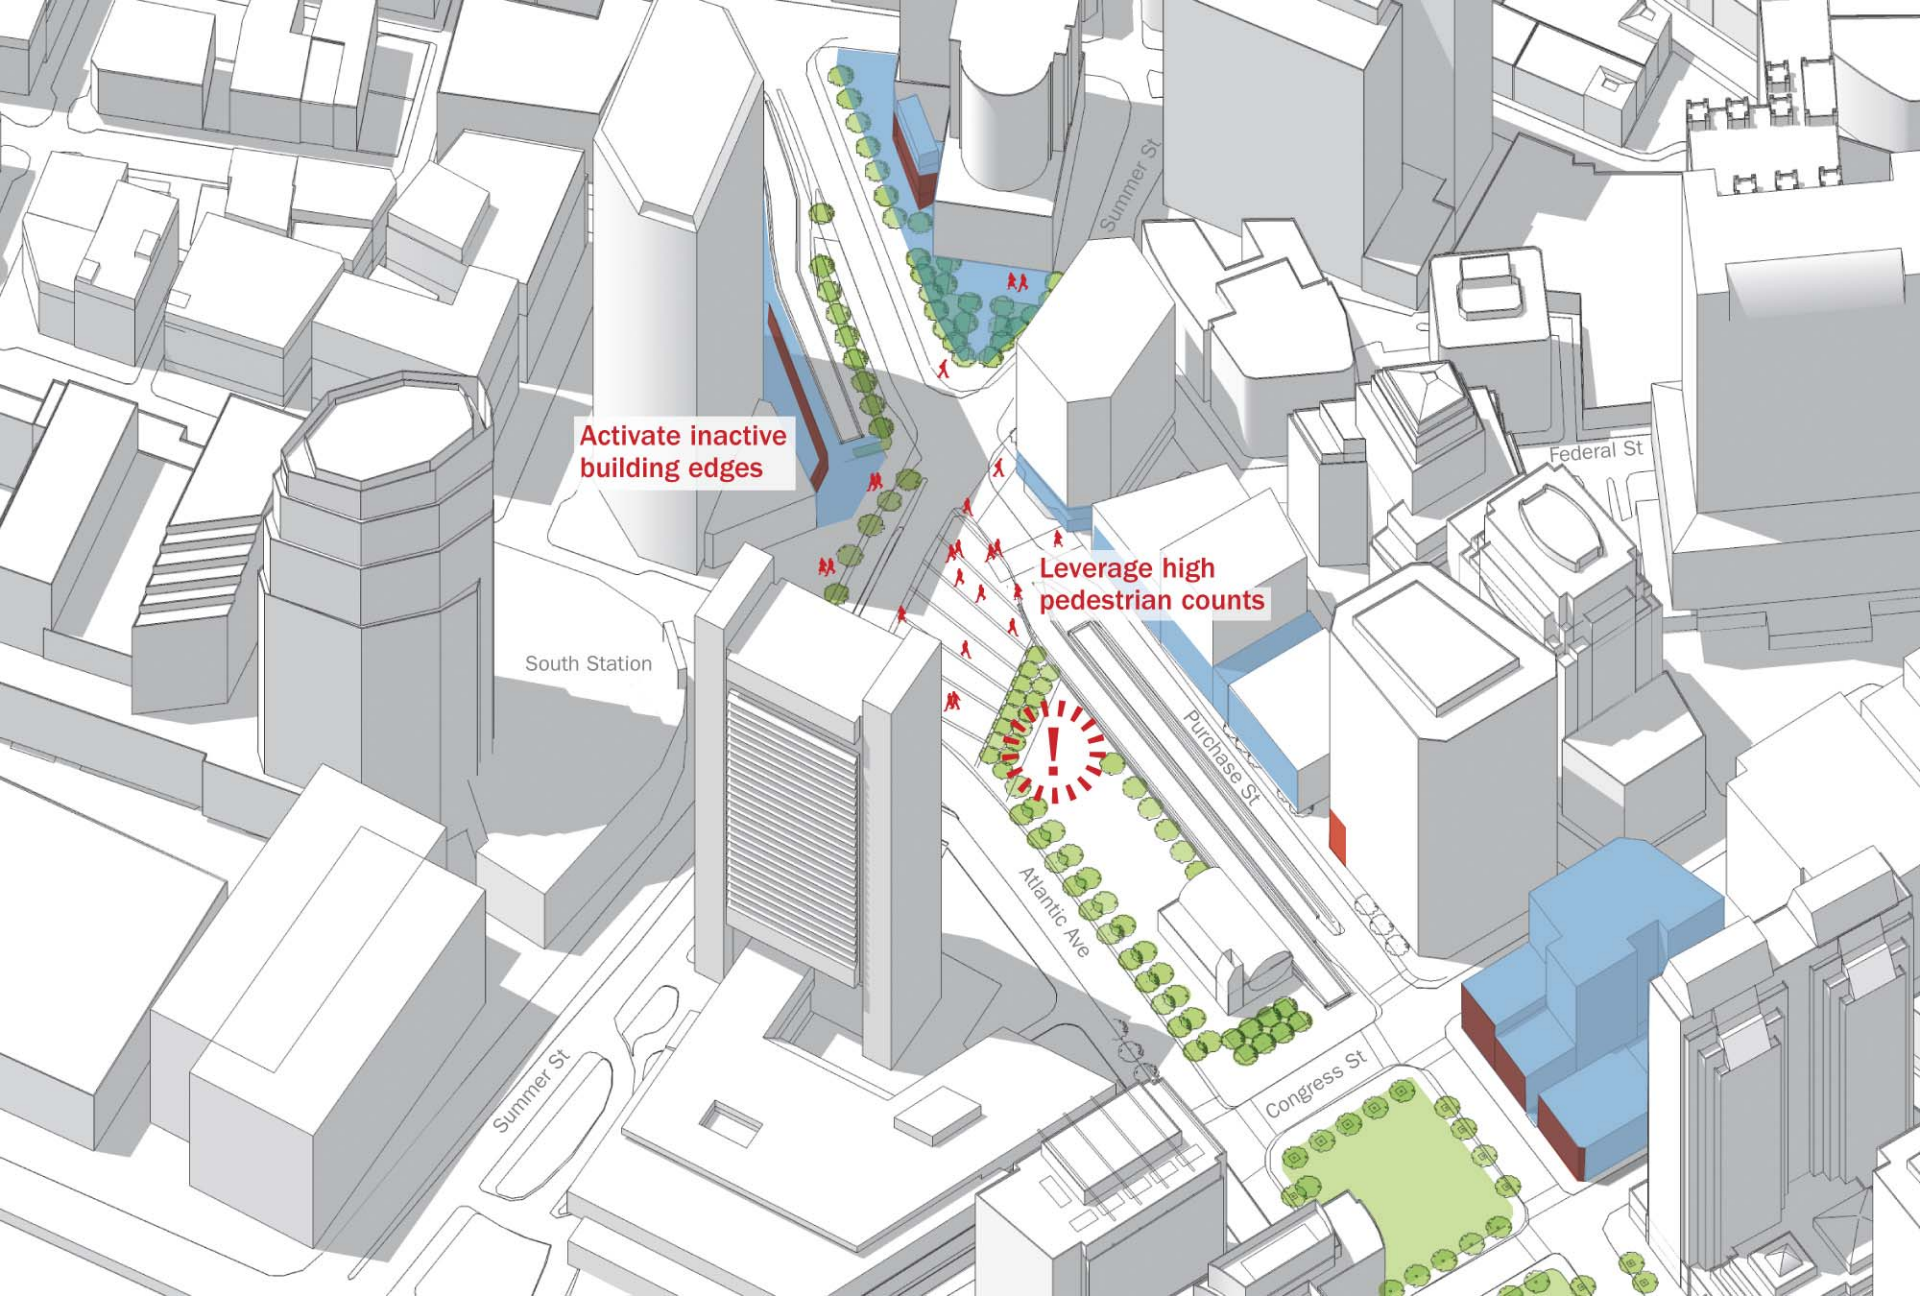 Summer St
Activate inactive
building edges
Federal St
Leverage high
pedestrian counts
South Station
!
Purchase St
Atlantic Ave
Summer St
Congress St